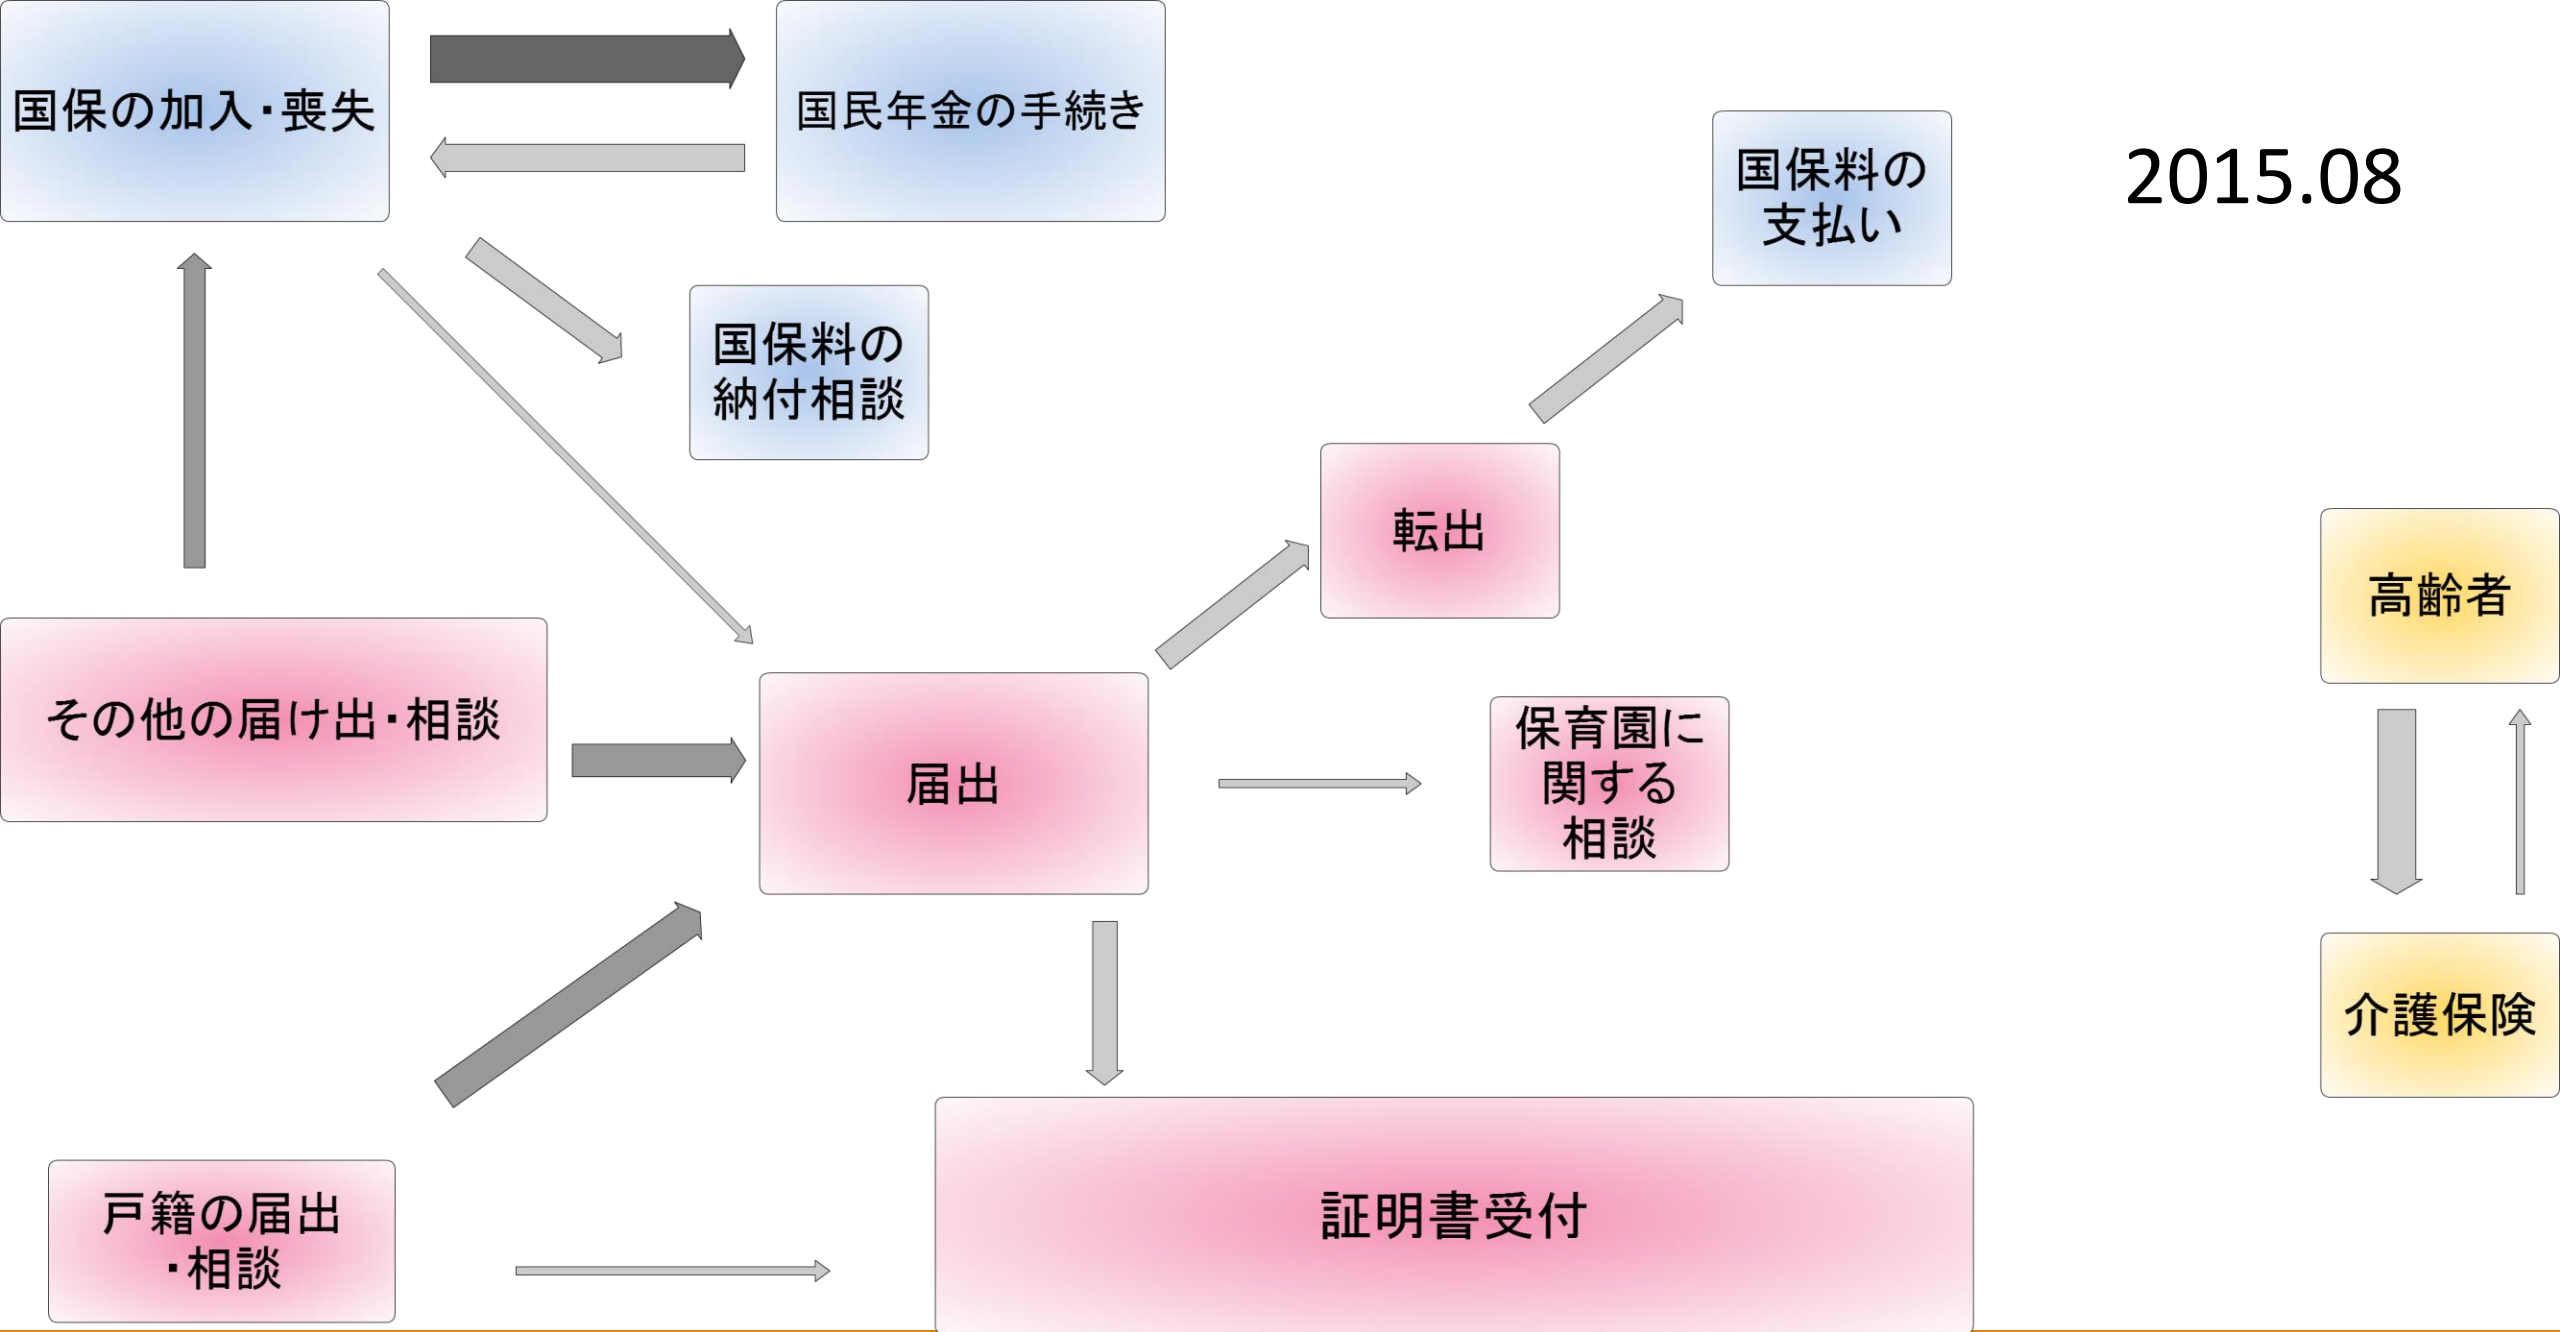 国保の加入・喪失
国民年金の手続き
国保料の
支払い
2015.08
国保料の
納付相談
転出
高齢者
その他の届け出・相談
届出
保育園に
関する
相談
介護保険
戸籍の届出
・相談
証明書受付